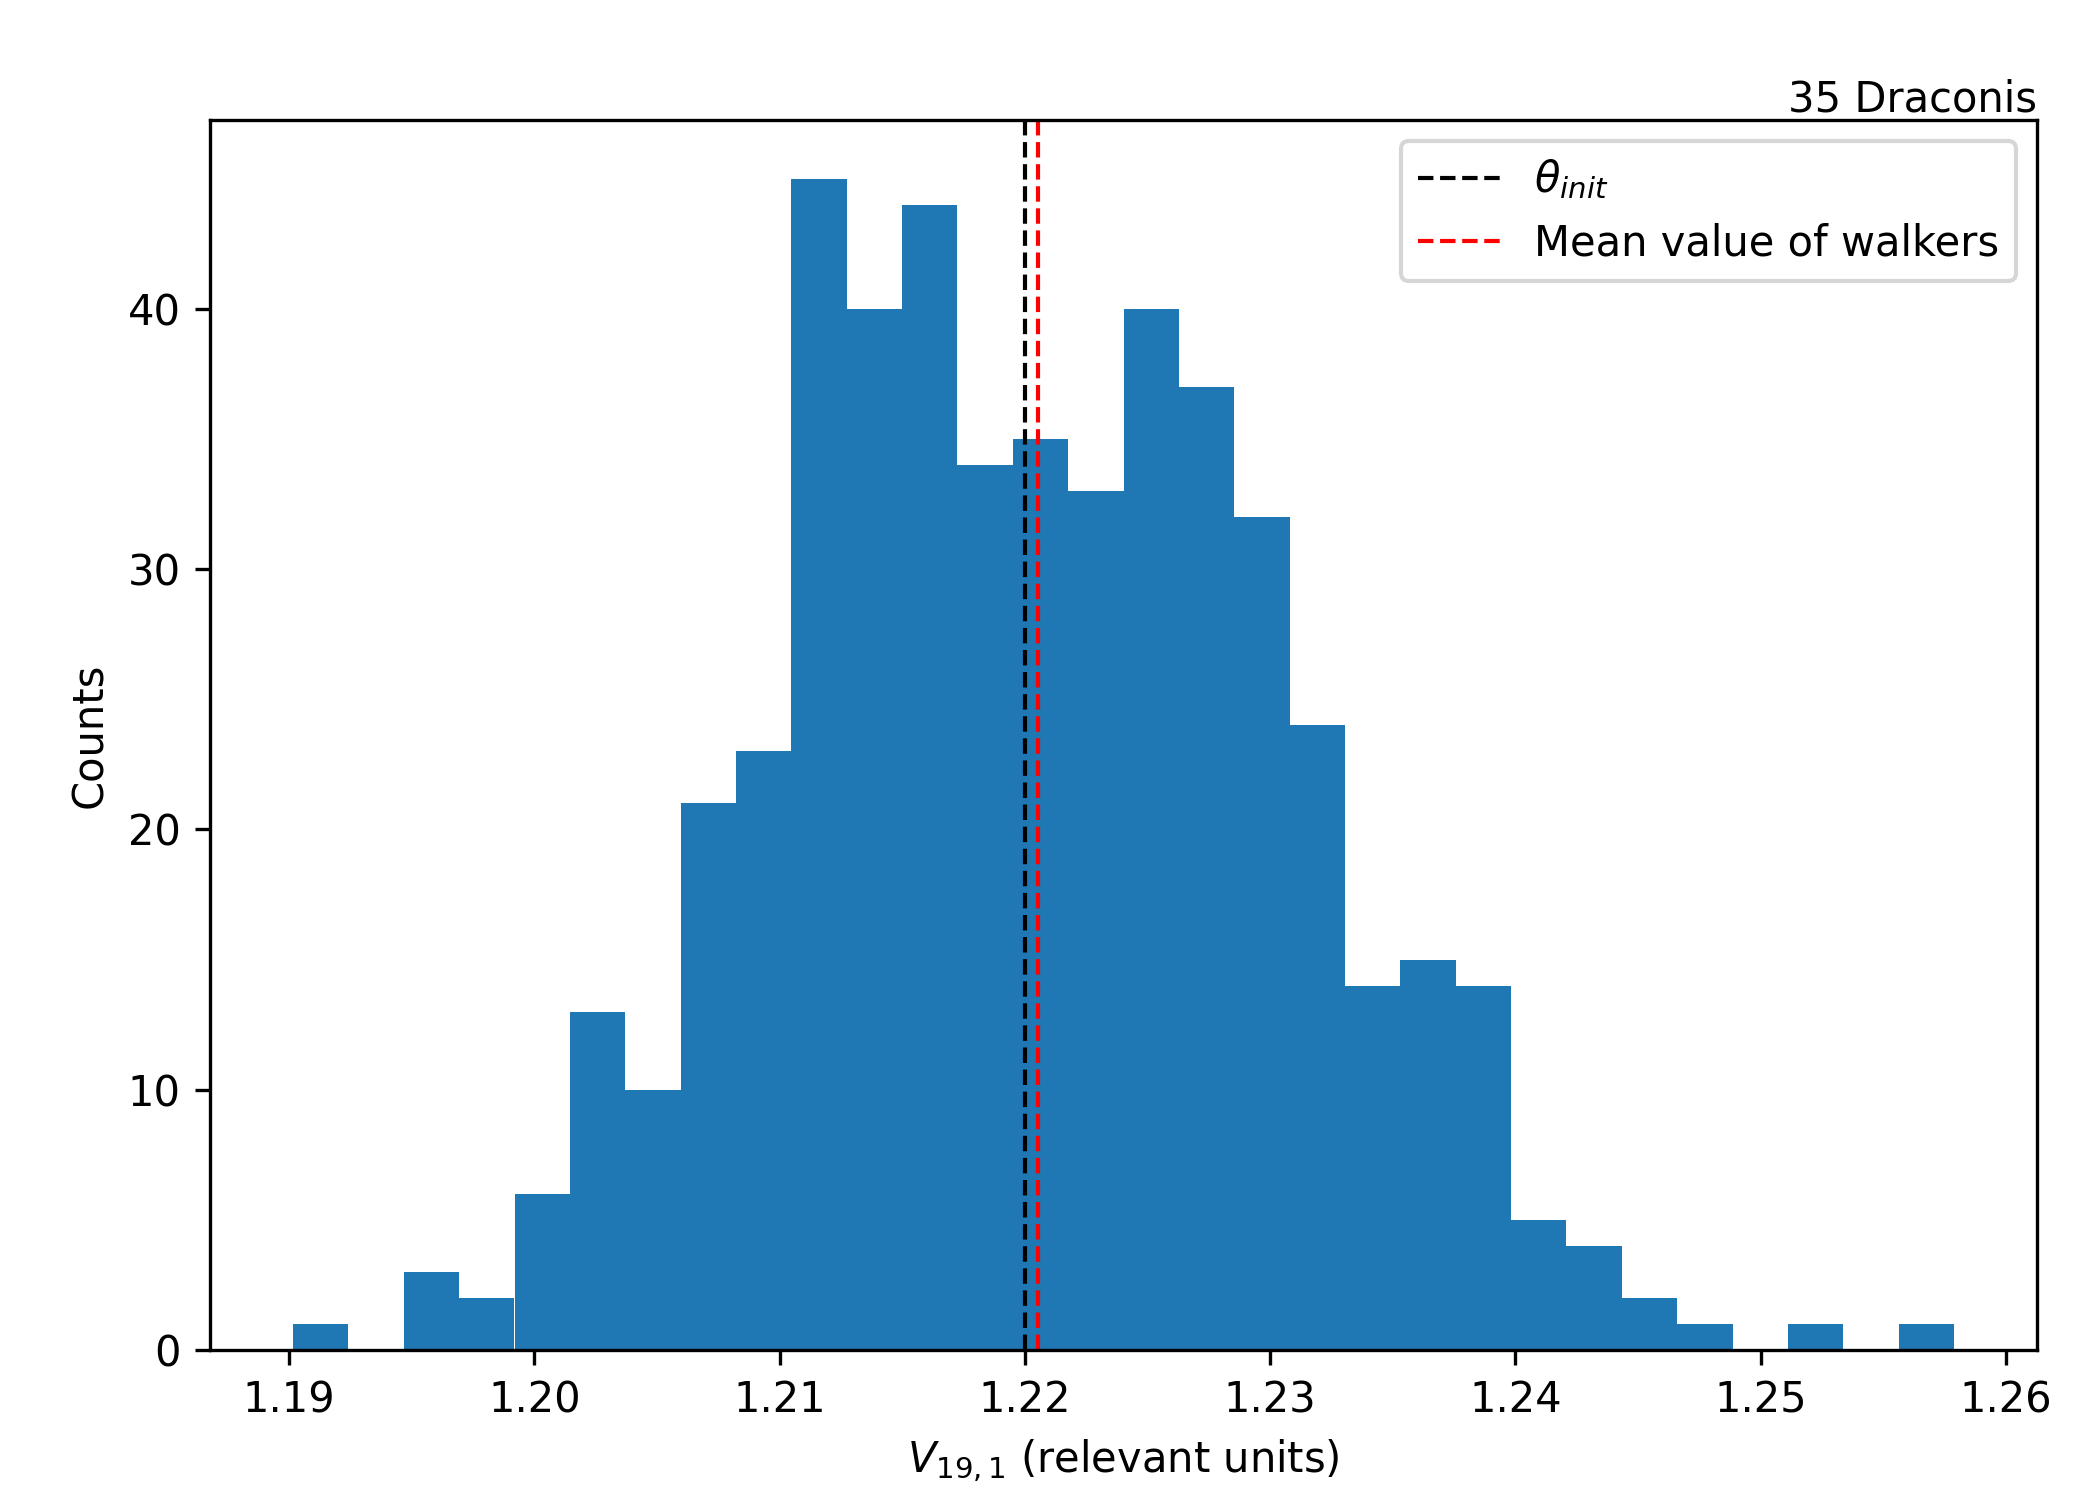 35 Draconis
θinit
Mean value of walkers
40
30
20
10
0
Counts
1.19 1.20 1.21 1.22 1.23 1.24 1.25 1.26
V19, 1 (relevant units)